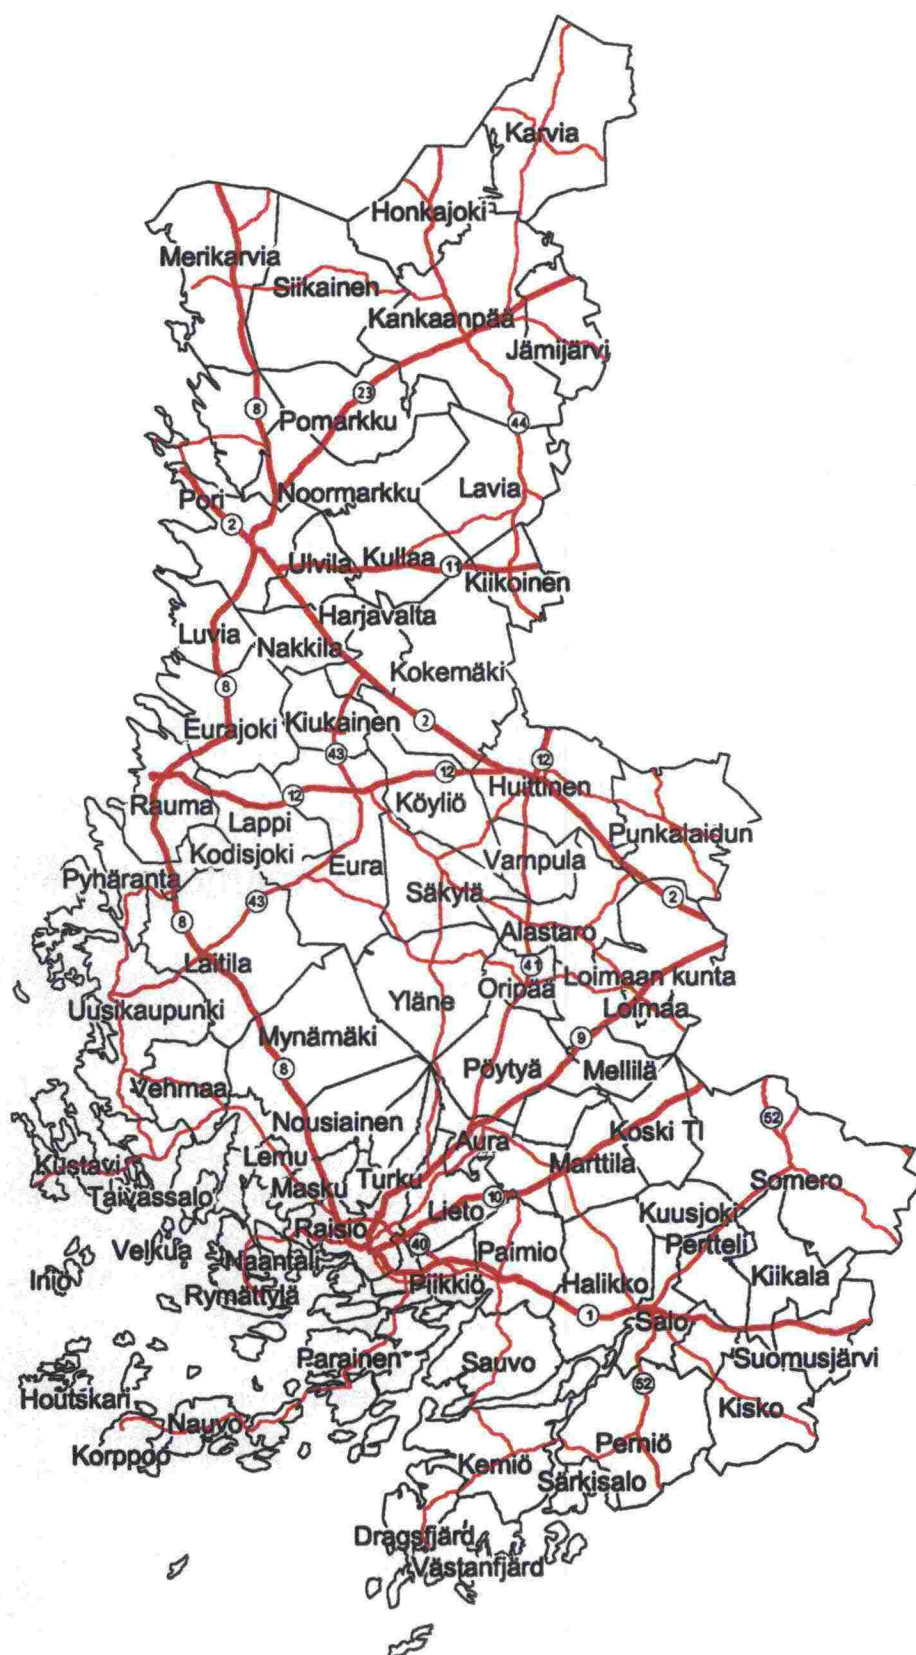 Karvia
Honkajoki
Merikarvia
Siikainen
Kankaanpää
Jämijärvi
23
8
Pomarkku
44
Lavia
Pori
Noormarkku
2
Ulvila
Kullaa
11
Kiikoinen
Harjavalta
Luvia
Nakkila
Kokemäki
8
Eurajoki
Kiukainen
2
43
12
12
Huittinen
Rauma
12
Köyliö
Lappi
Punkalaidun
Kodisjoki
Eura
Vampula
Pyhäranta
Säkylä
43
2
8
Alastaro
Laitila
41
Loimaan kunta
Oripää
Yläne
Loimaa
Uusikaupunki
Mynämäki
9
8
Pöytyä
Mellilä
Vehmaa
52
Nousiainen
Koski Tl
Aura
Lemu
Marttila
Kustavi
Turku
Masku
Somero
Taivassalo
10
Lieto
Kuusjoki
Raisio
Pertteli
Velkua
40
Paimio
Naantali
Kiikala
Iniö
Piikkiö
Halikko
Rymättylä
1
Salo
Parainen
Sauvo
Suomusjärvi
52
Houtskari
Kisko
Nauvo
Perniö
Korppoo
Kemiö
Särkisalo
Dragsfjärd
Västanfjärd